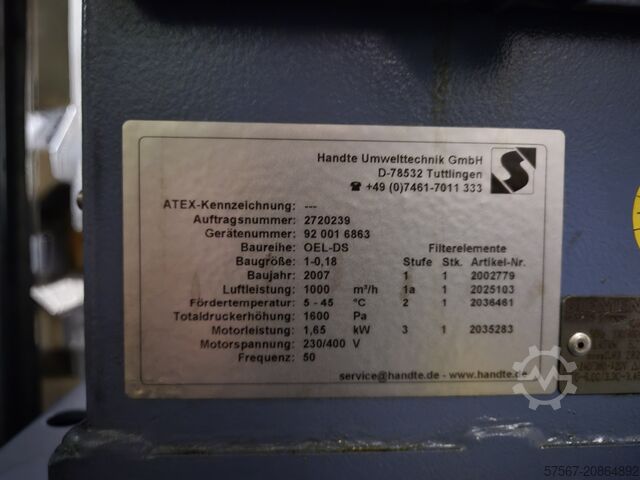 Handte Umwelttechnik GmbH
D-78532 Tuttlingen
☎ +49 (0)7461-7011 333
ATEX-Kennzeichnung: ---
Auftragsnummer: 2720239
Gerätenummer: 92 001 6863
Baureihe: OEL-DS Filterelemente
Baugröße: 1-0,18 Stufe Stk. Artikel-Nr.
Baujahr: 2007 1 1 2002779
Luftleistung: 1000 m³/h 1a 1 2025103
Fördertemperatur: 5 - 45 °C 2 1 2036461
Totaldruckerhöhung: 1600 Pa
Motorleistung: 1,65 kW 3 1 2035283
Motorspannung: 230/400 V
Frequenz: 50
service@handte.de - www.handte.de
57567-20864892